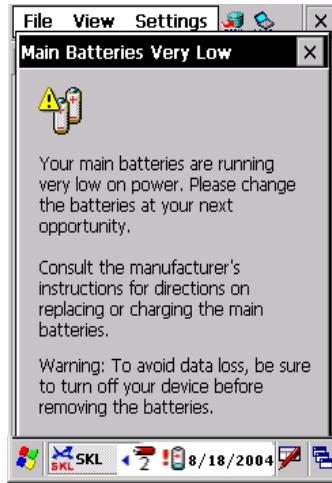 File View Settings
Main Batteries Very Low
Your main batteries are running
very low on power. Please change
the batteries at your next
opportunity.
Consult the manufacturer's
instructions for directions on
replacing or charging the main
batteries.
Warning: To avoid data loss, be sure
to turn off your device before
removing the batteries.
SKL SKL 2 8/18/2004